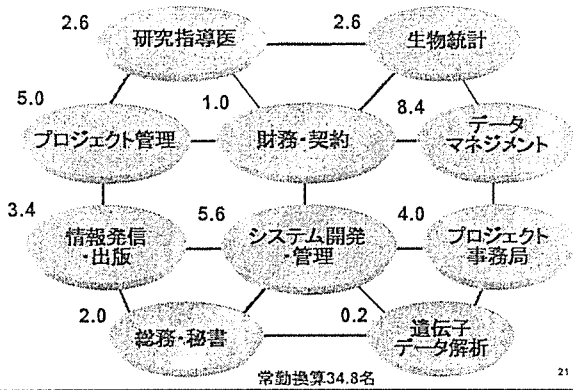 2.6
研究指導医
2.6
生物統計
5.0
プロジェクト管理
1.0
財務・契約
8.4
データ
マネジメント
3.4
情報発信
・出版
5.6
システム開発
・管理
4.0
プロジェクト
事務局
2.0
総務・秘書
0.2
遺伝子
データ解析
常勤換算34.8名
21